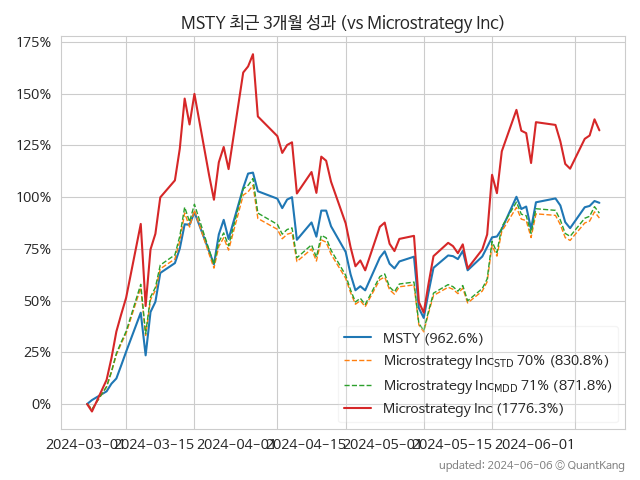 MSTY 최근 3개월 성과 (vs Microstrategy Inc)
175%
150%
125%
100%
75%
50%
25%
0%
MSTY (962.6%)
Microstrategy IncSTD 70% (830.8%)
Microstrategy IncMDD 71% (871.8%)
Microstrategy Inc (1776.3%)
2024-03-01 2024-03-15 2024-04-01 2024-04-15 2024-05-01 2024-05-15 2024-06-01
updated: 2024-06-06 ⓒ QuantKang